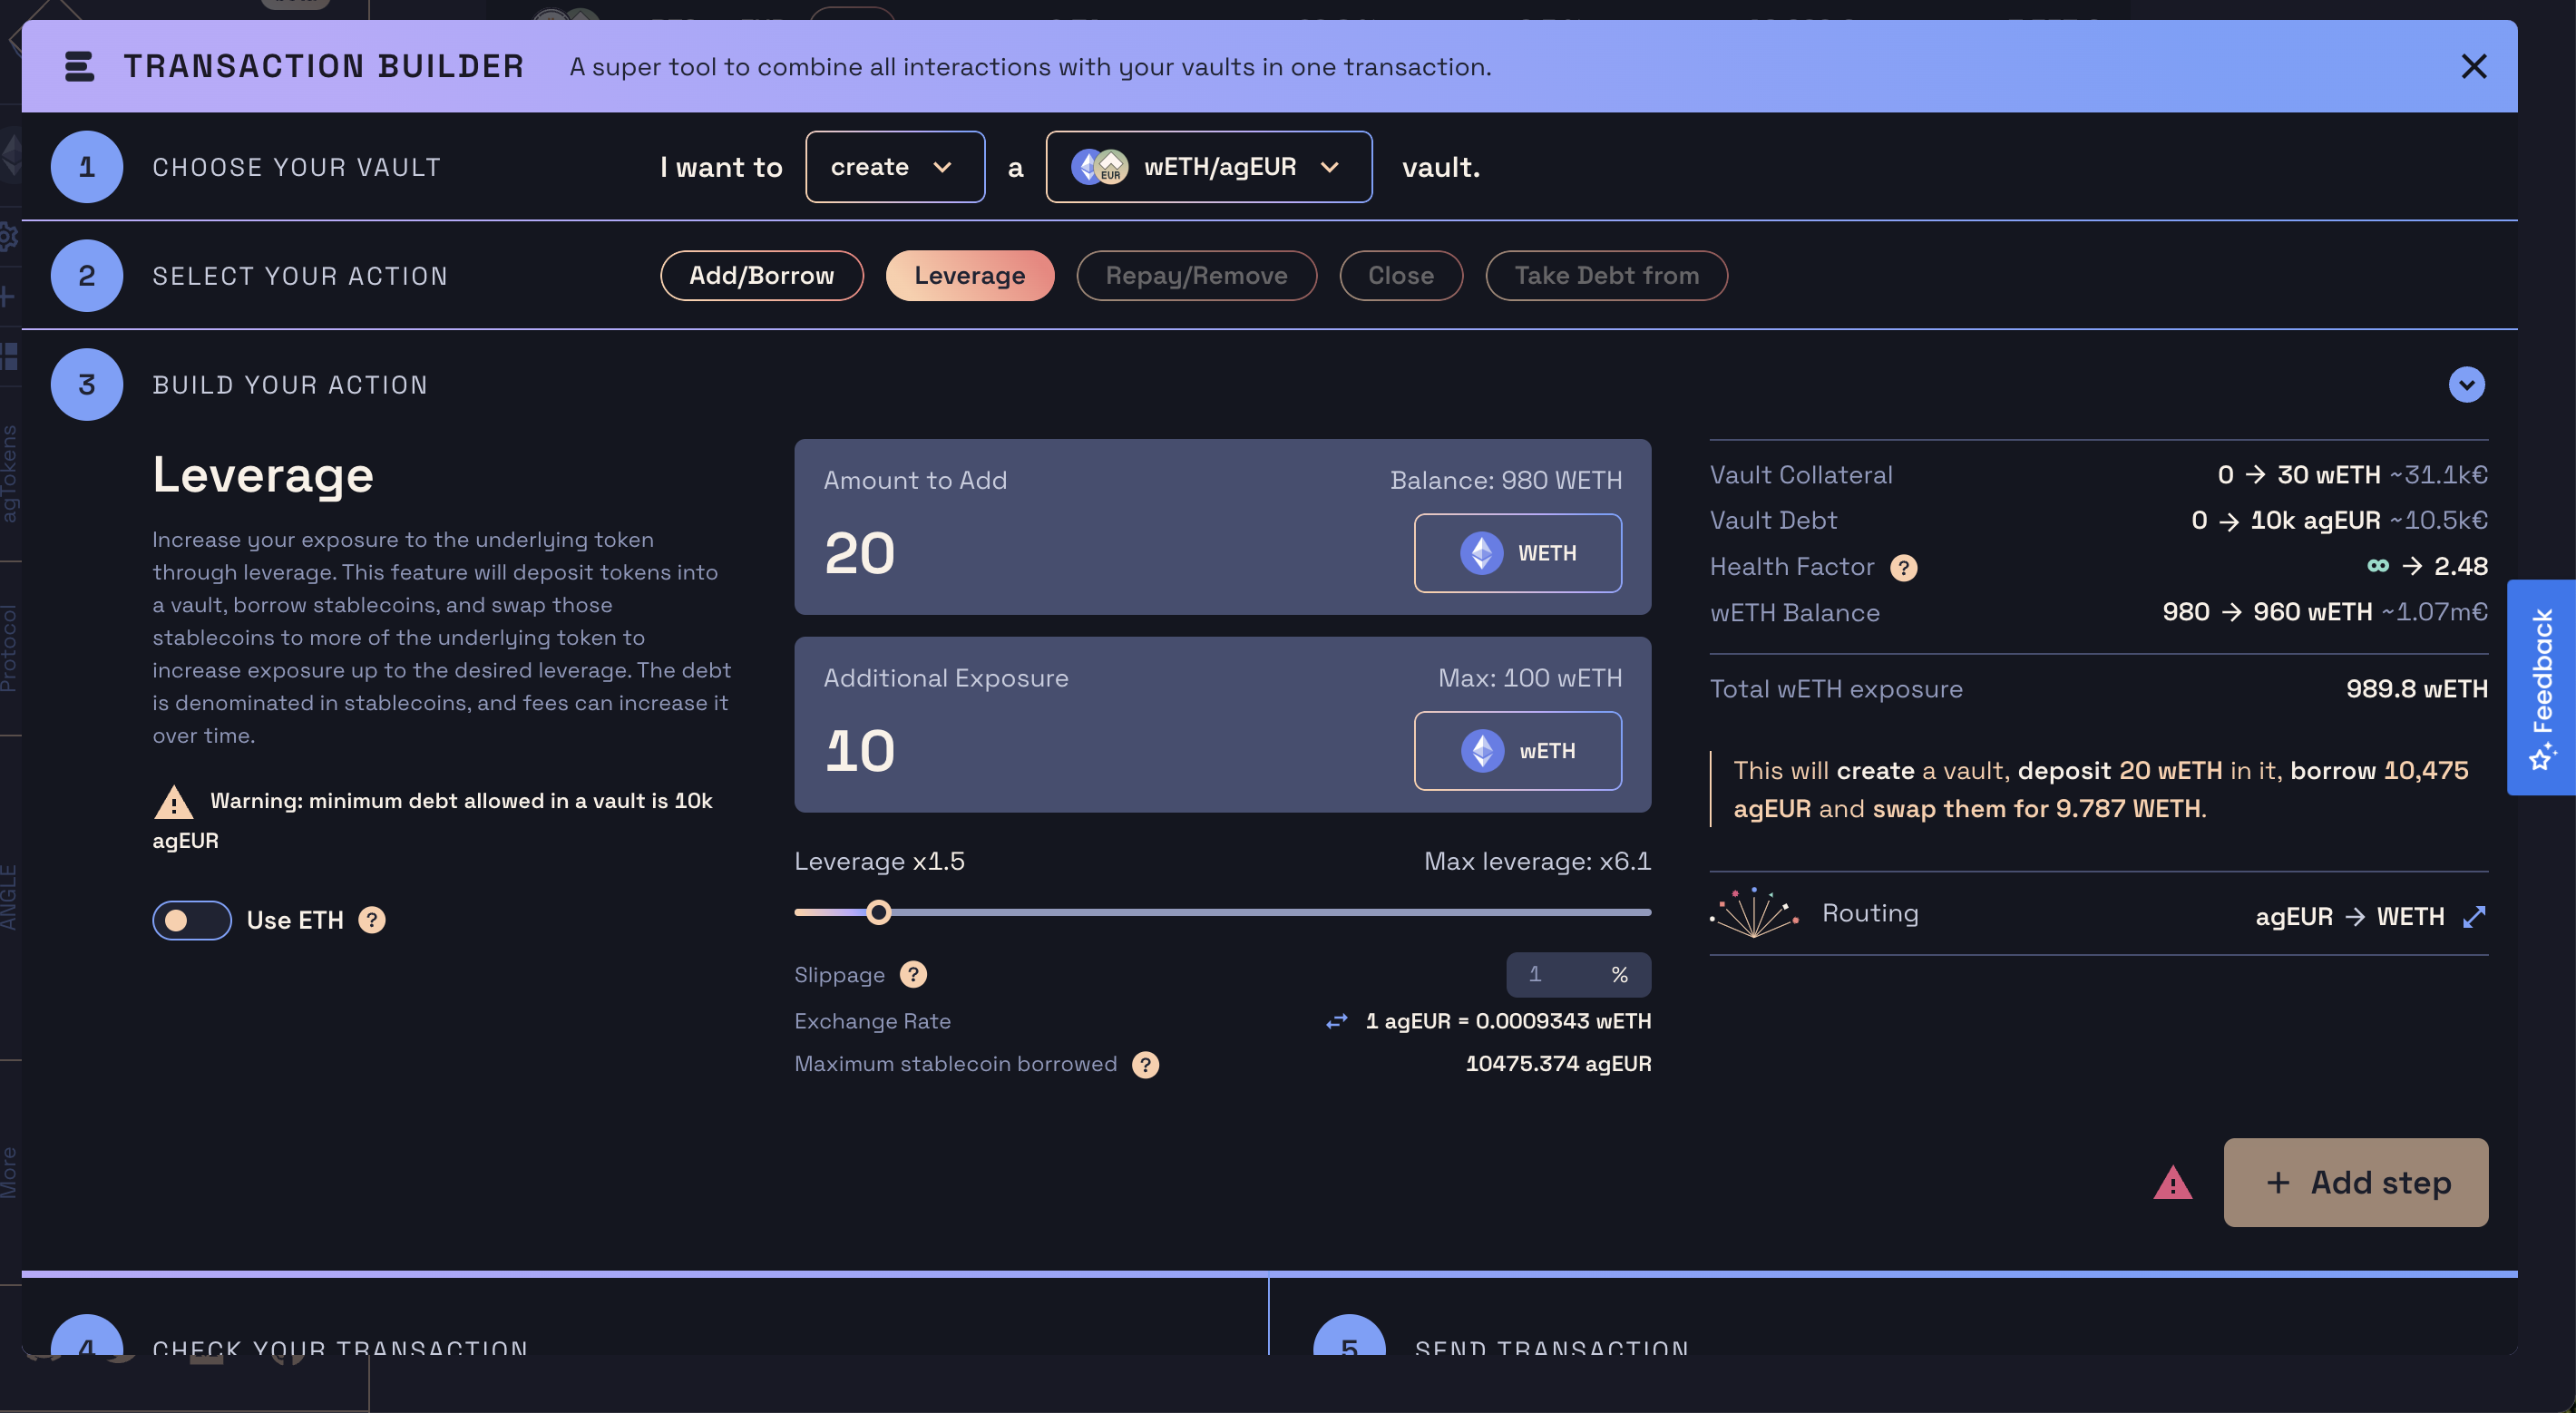 TRANSACTION BUILDER
A super tool to combine all interactions with your vaults in one transaction.
1
CHOOSE YOUR VAULT
I want to create a EUR wETH/agEUR vault.
2
SELECT YOUR ACTION
Add/Borrow
Leverage
Repay/Remove
Close
Take Debt from
3
BUILD YOUR ACTION
Leverage
Increase your exposure to the underlying token
through leverage. This feature will deposit tokens into
a vault, borrow stablecoins, and swap those
stablecoins to more of the underlying token to
increase exposure up to the desired leverage. The debt
is denominated in stablecoins, and fees can increase it
over time.
Warning: minimum debt allowed in a vault is 10k
agEUR
Use ETH ?
Amount to Add
Balance: 980 WETH
20
WETH
Additional Exposure
Max: 100 wETH
10
wETH
Leverage x1.5
Max leverage: x6.1
Slippage ?
1 %
Exchange Rate
1 agEUR = 0.0009343 wETH
Maximum stablecoin borrowed ?
10475.374 agEUR
Vault Collateral
0 → 30 wETH ~31.1k€
Vault Debt
0 → 10k agEUR ~10.5k€
Health Factor ?
∞ → 2.48
wETH Balance
980 → 960 wETH ~1.07m€
Total wETH exposure
989.8 wETH
This will create a vault, deposit 20 wETH in it, borrow 10,475
agEUR and swap them for 9.787 WETH.
Routing
agEUR → WETH
+ Add step
4
CHECK YOUR TRANSACTION
5
SEND TRANSACTION
Feedback
agTokens
Protocol
ANGLE
More